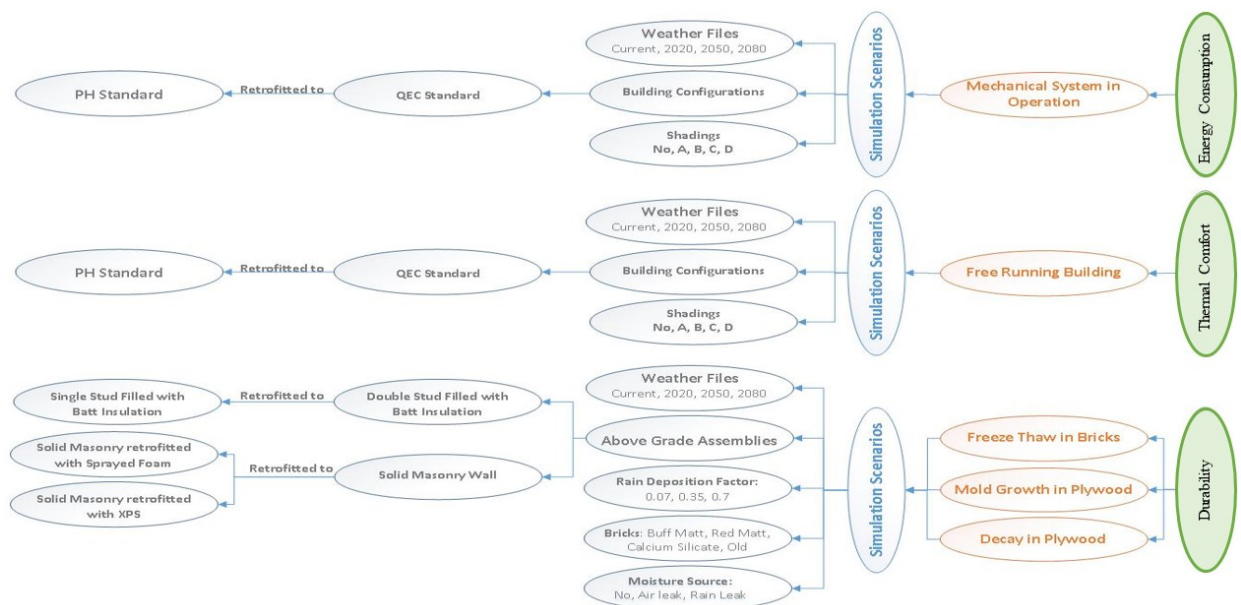 Weather Files
Current, 2020, 2050, 2080
PH Standard
Retrofitted to
QEC Standard
Building Configurations
Shadings
No, A, B, C, D
Simulation Scenarios
Mechanical System in
Operation
Energy Consumption
Weather Files
Current, 2020, 2050, 2080
PH Standard
Retrofitted to
QEC Standard
Building Configurations
Shadings
No, A, B, C, D
Simulation Scenarios
Free Running Building
Thermal Comfort
Single Stud Filled with
Batt Insulation
Retrofitted to
Double Stud Filled with
Batt Insulation
Solid Masonry retrofitted
with Sprayed Foam
Solid Masonry retrofitted
with XPS
Retrofitted to
Solid Masonry Wall
Weather Files
Current, 2020, 2050, 2080
Above Grade Assemblies
Rain Deposition Factor:
0.07, 0.35, 0.7
Bricks: Buff Matt, Red Matt,
Calcium Silicate, Old
Moisture Source:
No, Air leak, Rain Leak
Simulation Scenarios
Freeze Thaw in Bricks
Mold Growth in Plywood
Decay in Plywood
Durability